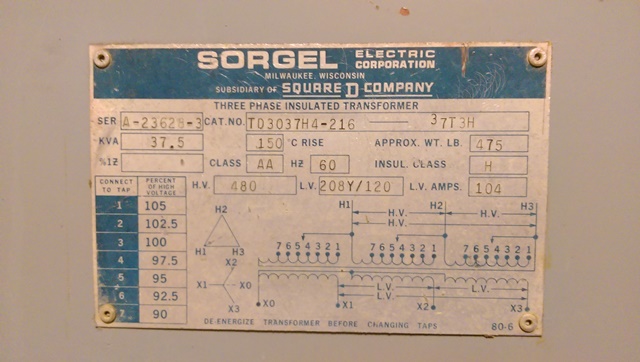 SORGEL ELECTRIC CORPORATION
MILWAUKEE, WISCONSIN
SUBSIDIARY OF SQUARE D COMPANY
THREE PHASE INSULATED TRANSFORMER
SER. A-23628-3 CAT. NO. T03037H4-216 — 37T3H
KVA 37.5 150 °C RISE APPROX. WT. LB. 475
%IZ CLASS AA HZ 60 INSUL. CLASS H
H.V. 480 L.V. 208Y/120 L.V. AMPS. 104
CONNECT TO TAP PERCENT OF HIGH VOLTAGE
1 105
2 102.5
3 100
4 97.5
5 95
6 92.5
7 90
H2
H1 H3
X2
X1 X0
X3
H1 H2 H3
H.V. H.V.
H.V.
7 6 5 4 3 2 1 7 6 5 4 3 2 1 7 6 5 4 3 2 1
L.V. L.V.
L.V.
X0 X1 X2 X3
DE-ENERGIZE TRANSFORMER BEFORE CHANGING TAPS 80-6